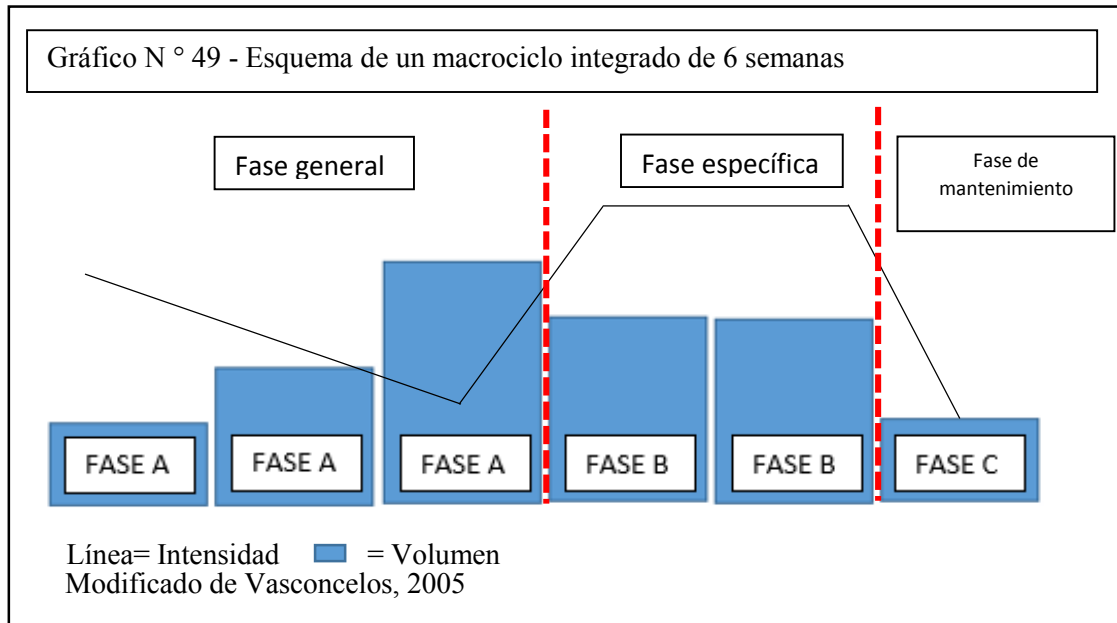 Gráfico N ° 49 - Esquema de un macrociclo integrado de 6 semanas
Fase general
Fase específica
Fase de
mantenimiento
FASE A
FASE A
FASE A
FASE B
FASE B
FASE C
Línea= Intensidad = Volumen
Modificado de Vasconcelos, 2005